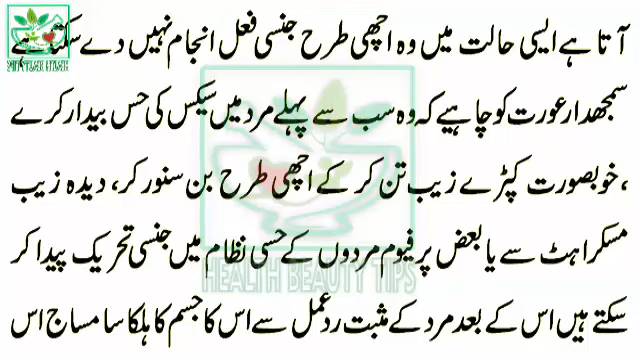 آتا ہے ایسی حالت میں وہ اچھی طرح جنسی فعل انجام نہیں دے سکتی ہے
سمجھدار عورت کو چاہیے کہ وہ سب سے پہلے مرد میں سیکس کی حس بیدار کرے
،خوبصورت کپڑے زیب تن کر کے اچھی طرح بن سنور کر، دیدہ زیب
مسکراہٹ سے یا بعض پرفیوم مردوں کے حسی نظام میں جنسی تحریک پیدا کر
سکتے ہیں اس کے بعد مرد کے مثبت ردعمل سے اس کا جسم کا ہلکا سا مساج اس
HEALTH BEAUTY TIPS